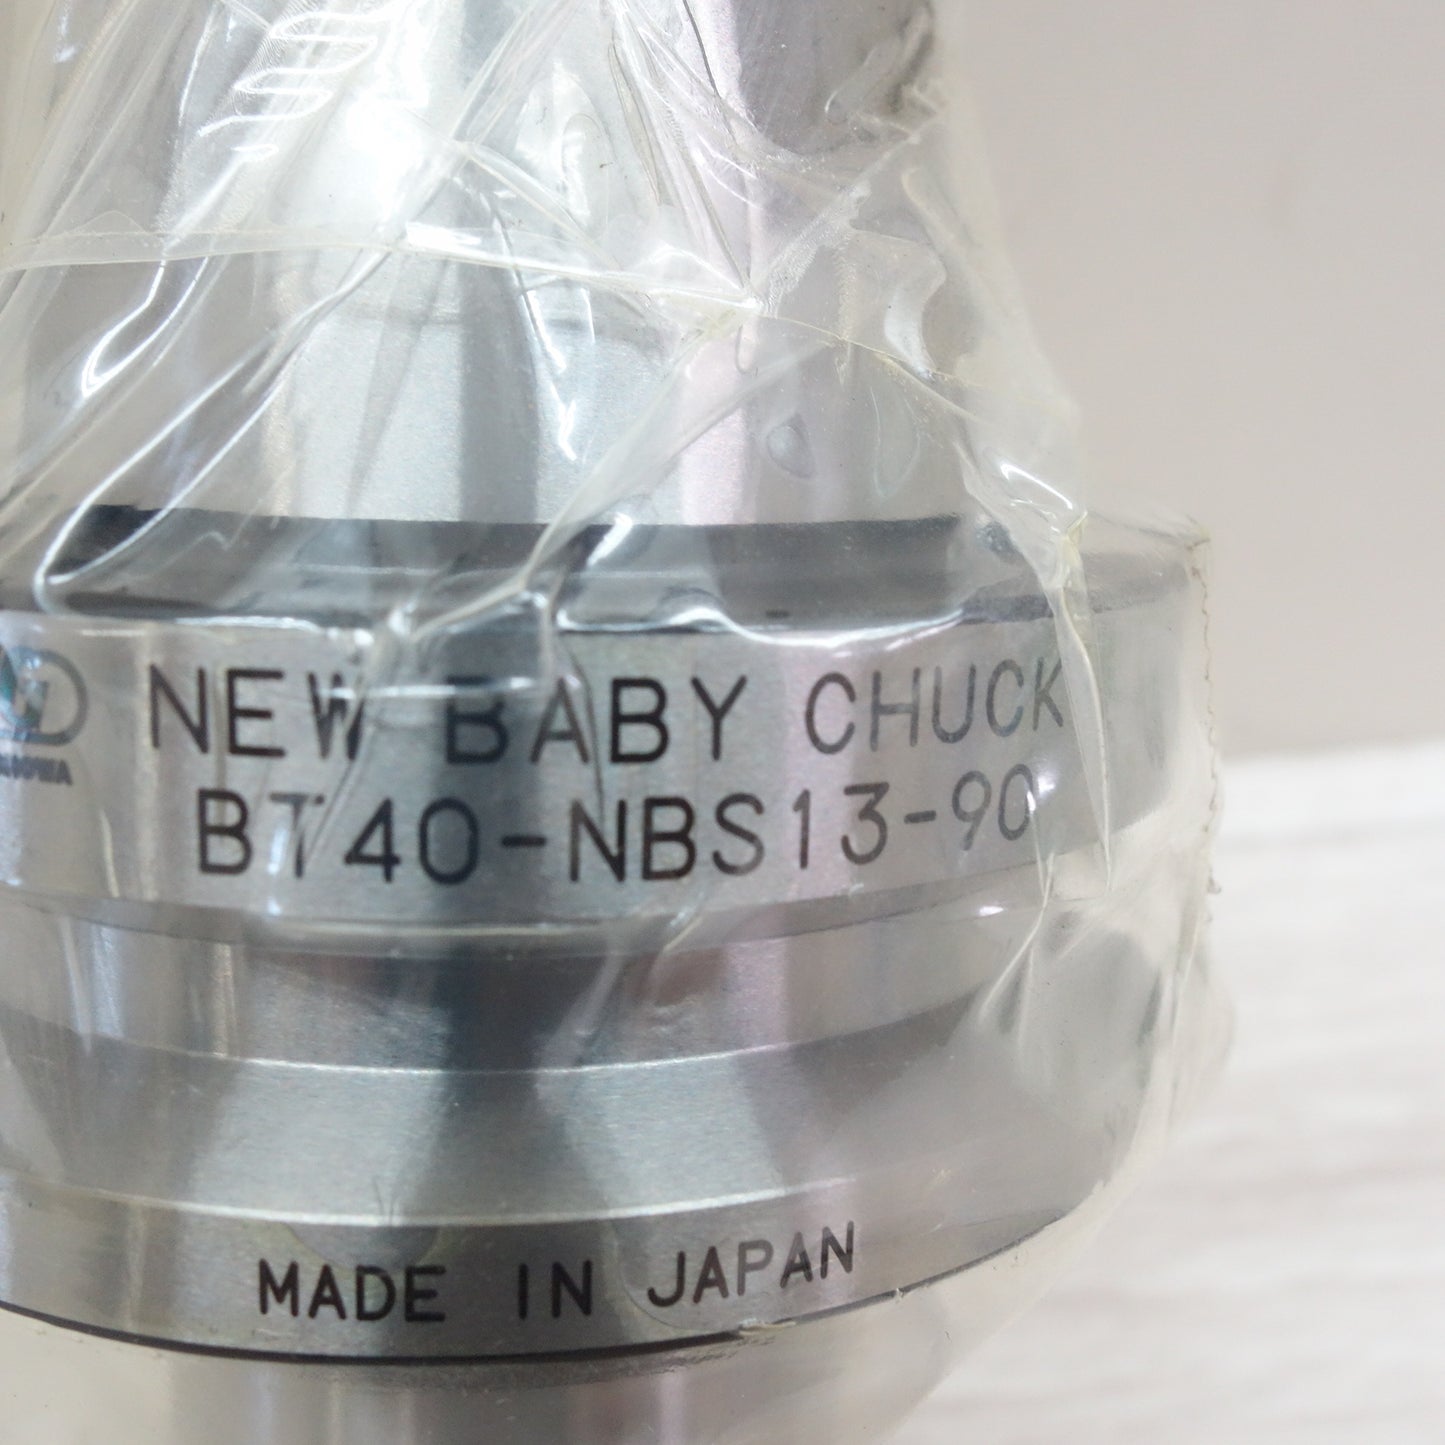 NEW BABY CHUCK
BT40-NBS13-90
MADE IN JAPAN